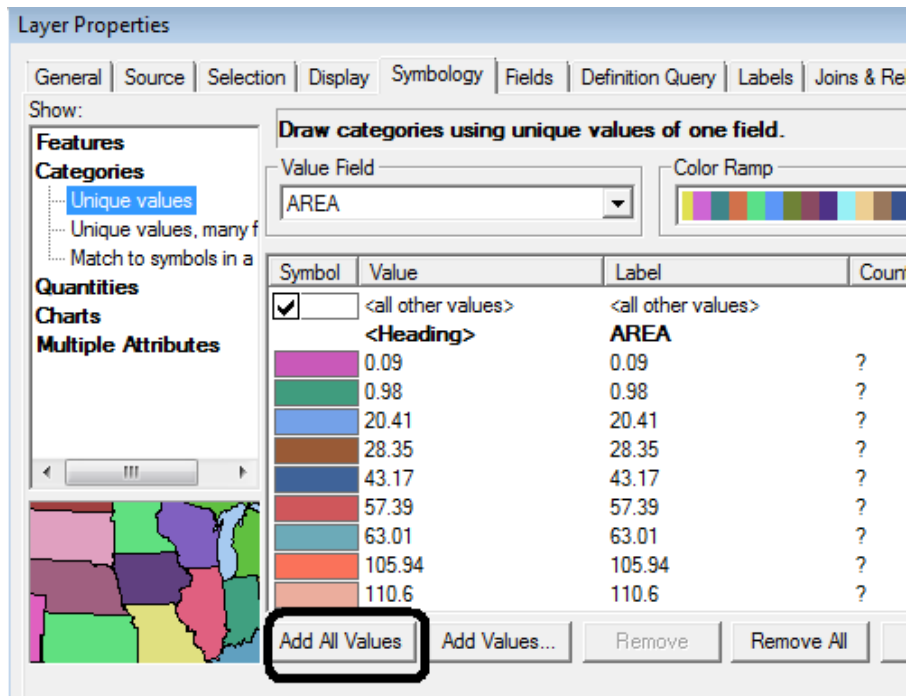 Layer Properties
General Source Selection Display Symbology Fields Definition Query Labels Joins & Rel
Show:
Features
Categories
Unique values
Unique values, many f
Match to symbols in a
Quantities
Charts
Multiple Attributes
Draw categories using unique values of one field.
Value Field
AREA
Color Ramp
Symbol Value Label Count
<all other values> <all other values>
<Heading> AREA
0.09 0.09 ?
0.98 0.98 ?
20.41 20.41 ?
28.35 28.35 ?
43.17 43.17 ?
57.39 57.39 ?
63.01 63.01 ?
105.94 105.94 ?
110.6 110.6 ?
Add All Values Add Values... Remove Remove All